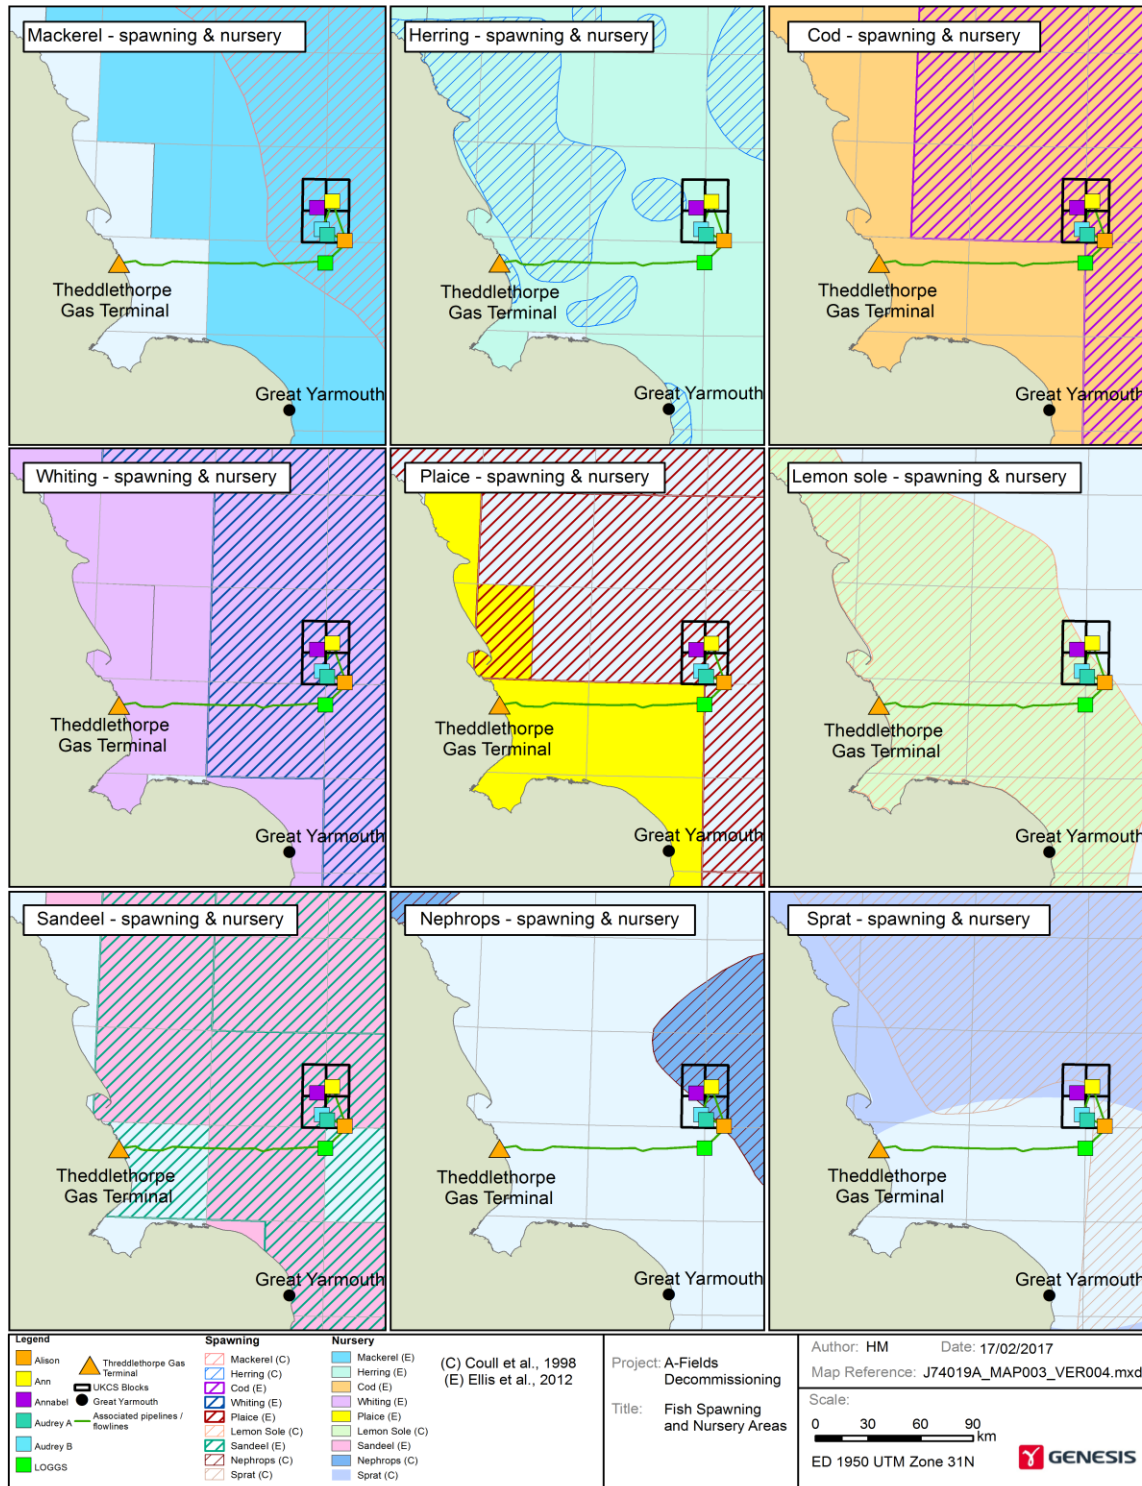 Mackerel - spawning & nursery
Theddlethorpe
Gas Terminal
Great Yarmouth
Herring - spawning & nursery
Theddlethorpe
Gas Terminal
Great Yarmouth
Cod - spawning & nursery
Theddlethorpe
Gas Terminal
Great Yarmouth
Whiting - spawning & nursery
Theddlethorpe
Gas Terminal
Great Yarmouth
Plaice - spawning & nursery
Theddlethorpe
Gas Terminal
Great Yarmouth
Lemon sole - spawning & nursery
Theddlethorpe
Gas Terminal
Great Yarmouth
Sandeel - spawning & nursery
Theddlethorpe
Gas Terminal
Great Yarmouth
Nephrops - spawning & nursery
Theddlethorpe
Gas Terminal
Great Yarmouth
Sprat - spawning & nursery
Theddlethorpe
Gas Terminal
Great Yarmouth
Legend
Alison
Ann
Annabel
Audrey A
Audrey B
LOGGS
Threddlethorpe Gas
Terminal
UKCS Blocks
Great Yarmouth
Associated pipelines /
flowlines
Spawning
Mackerel (C)
Herring (C)
Cod (E)
Whiting (E)
Plaice (E)
Lemon Sole (C)
Sandeel (E)
Nephrops (C)
Sprat (C)
Nursery
Mackerel (E)
Herring (E)
Cod (E)
Whiting (E)
Plaice (E)
Lemon Sole (C)
Sandeel (E)
Nephrops (C)
Sprat (C)
(C) Coull et al., 1998
(E) Ellis et al., 2012
Project: A-Fields
Decommissioning
Title: Fish Spawning
and Nursery Areas
Author: HM Date: 17/02/2017
Map Reference: J74019A_MAP003_VER004.mxd
Scale:
0 30 60 90
km
ED 1950 UTM Zone 31N
GENESIS